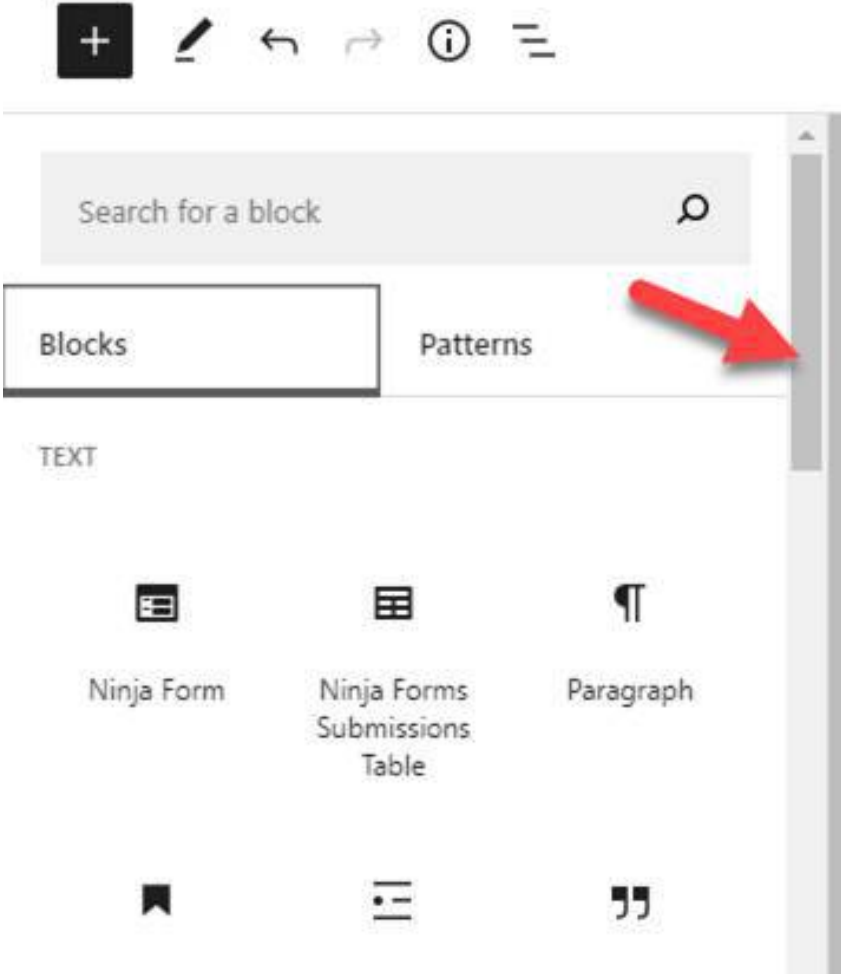 Search for a block
Blocks
Patterns
TEXT
Ninja Form
Ninja Forms
Submissions
Table
Paragraph